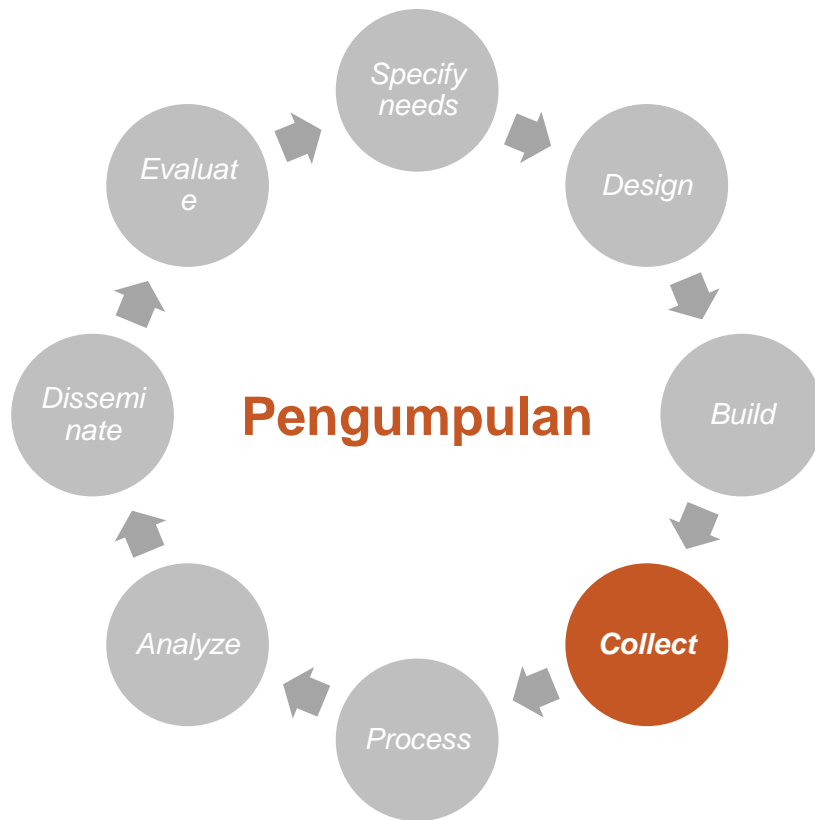 Specify
needs
Design
Build
Collect
Process
Analyze
Dissemi
nate
Evaluat
e
Pengumpulan